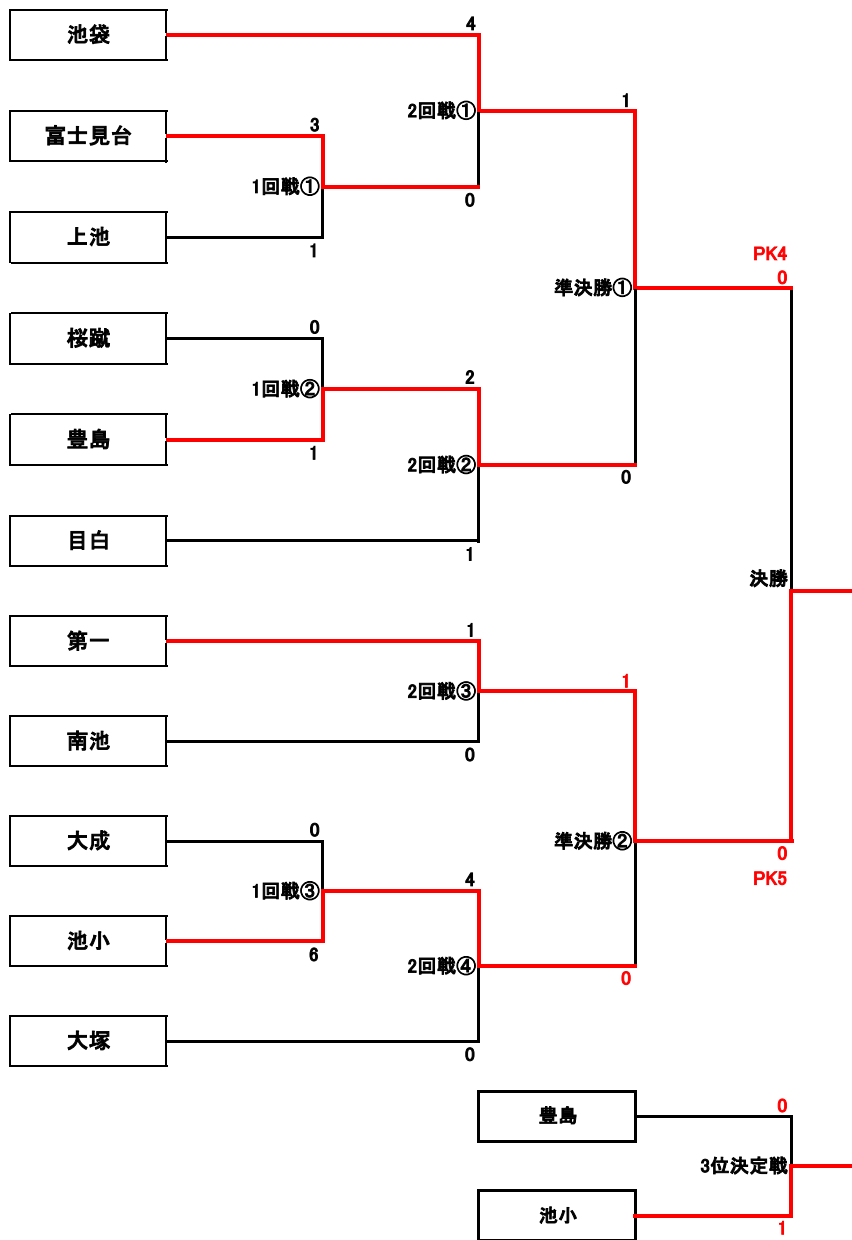 池袋
4
2回戦①
1
富士見台
3
1回戦①
0
上池
1
PK4
0
準決勝①
桜蹴
0
1回戦②
2
豊島
1
2回戦②
0
目白
1
決勝
第一
1
2回戦③
1
南池
0
大成
0
準決勝②
0
PK5
1回戦③
4
池小
6
2回戦④
0
大塚
0
豊島
0
3位決定戦
池小
1